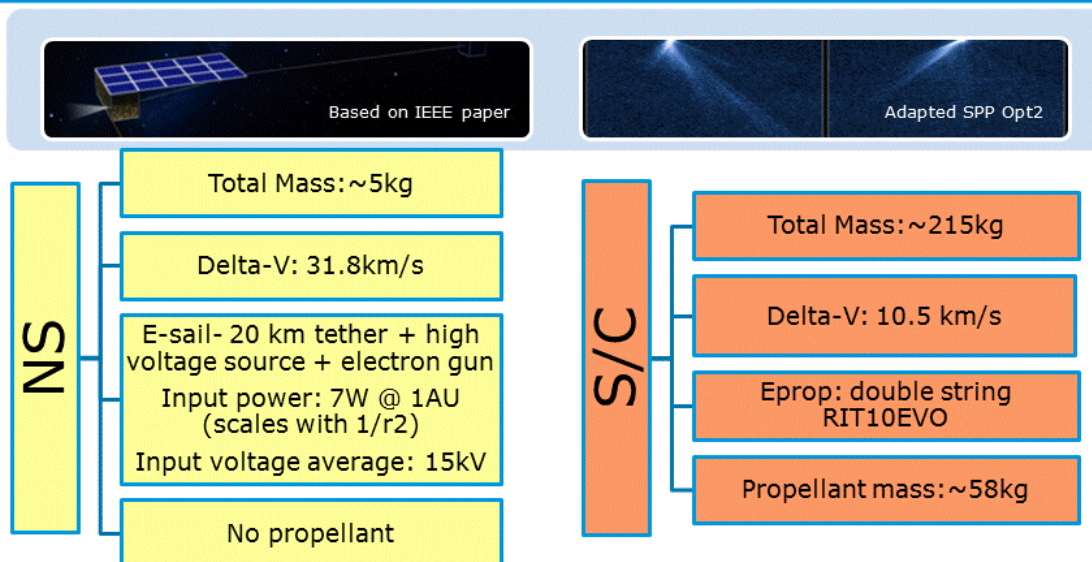 Based on IEEE paper
Adapted SPP Opt2
NS
Total Mass:~5kg
Delta-V: 31.8km/s
E-sail- 20 km tether + high
voltage source + electron gun
Input power: 7W @ 1AU
(scales with 1/r2)
Input voltage average: 15kV
No propellant
S/C
Total Mass:~215kg
Delta-V: 10.5 km/s
Eprop: double string
RIT10EVO
Propellant mass:~58kg